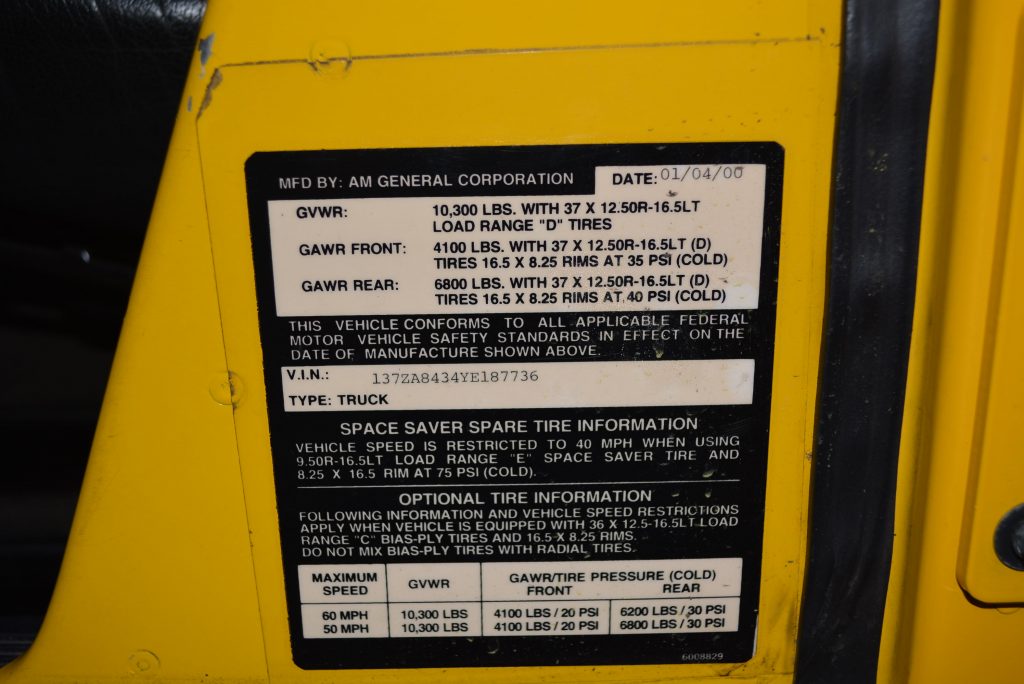 MFD BY: AM GENERAL CORPORATION DATE: 01/04/00
GVWR: 10,300 LBS. WITH 37 X 12.50R-16.5LT
LOAD RANGE "D" TIRES
GAWR FRONT: 4100 LBS. WITH 37 X 12.50R-16.5LT (D)
TIRES 16.5 X 8.25 RIMS AT 35 PSI (COLD)
GAWR REAR: 6800 LBS. WITH 37 X 12.50R-16.5LT (D)
TIRES 16.5 X 8.25 RIMS AT 40 PSI (COLD)
THIS VEHICLE CONFORMS TO ALL APPLICABLE FEDERAL
MOTOR VEHICLE SAFETY STANDARDS IN EFFECT ON THE
DATE OF MANUFACTURE SHOWN ABOVE.
V.I.N.: 137ZA8434YE187736
TYPE: TRUCK
SPACE SAVER SPARE TIRE INFORMATION
VEHICLE SPEED IS RESTRICTED TO 40 MPH WHEN USING
9.50R-16.5LT LOAD RANGE "E" SPACE SAVER TIRE AND
8.25 X 16.5 RIM AT 75 PSI (COLD).
OPTIONAL TIRE INFORMATION
FOLLOWING INFORMATION AND VEHICLE SPEED RESTRICTIONS
APPLY WHEN VEHICLE IS EQUIPPED WITH 36 X 12.5-16.5LT LOAD
RANGE "C" BIAS-PLY TIRES AND 16.5 X 8.25 RIMS.
DO NOT MIX BIAS-PLY TIRES WITH RADIAL TIRES.
MAXIMUM SPEED GVWR GAWR/TIRE PRESSURE (COLD)
FRONT REAR
60 MPH 10,300 LBS 4100 LBS / 20 PSI 6200 LBS / 30 PSI
50 MPH 10,300 LBS 4100 LBS / 20 PSI 6800 LBS / 30 PSI
6008829